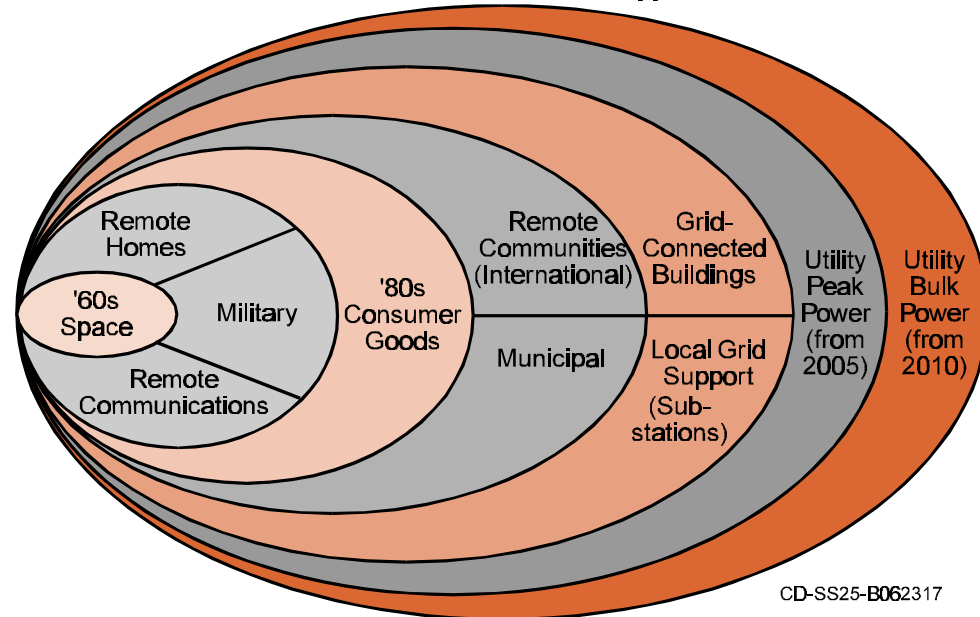 Remote
Homes
'60s
Space
Military
Remote
Communications
'80s
Consumer
Goods
Remote
Communities
(International)
Municipal
Grid-
Connected
Buildings
Local Grid
Support
(Sub-
stations)
Utility
Peak
Power
(from
2005)
Utility
Bulk
Power
(from
2010)
CD-SS25-B062317